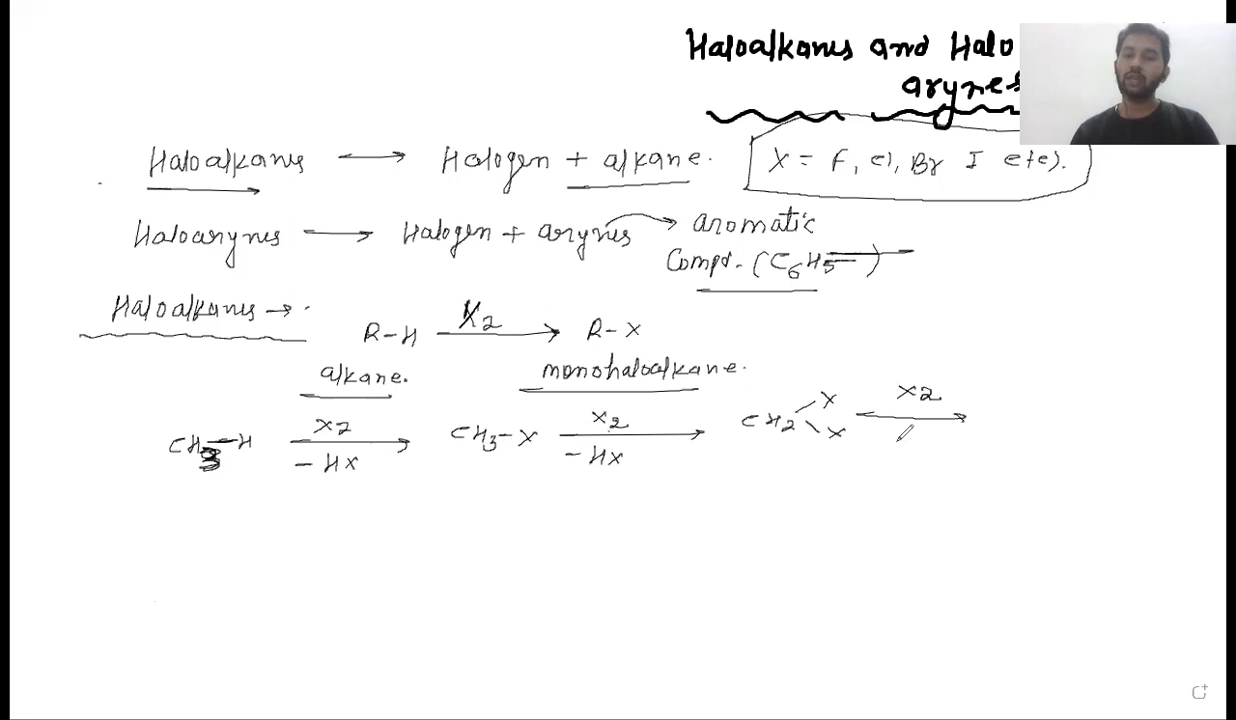 Haloalkanes and Halo
arynes
Haloalkanes → Halogen + alkane. X = F, Cl, Br I etc).
Haloarynes → Halogen + arynes → aromatic
Compd. (C6H5—)
Haloalkanes →
R-H X2 → R-X
alkane. monohaloalkane.
CH3-H X2 → CH3-X X2 → CH2 X X X2 →
- HX - HX